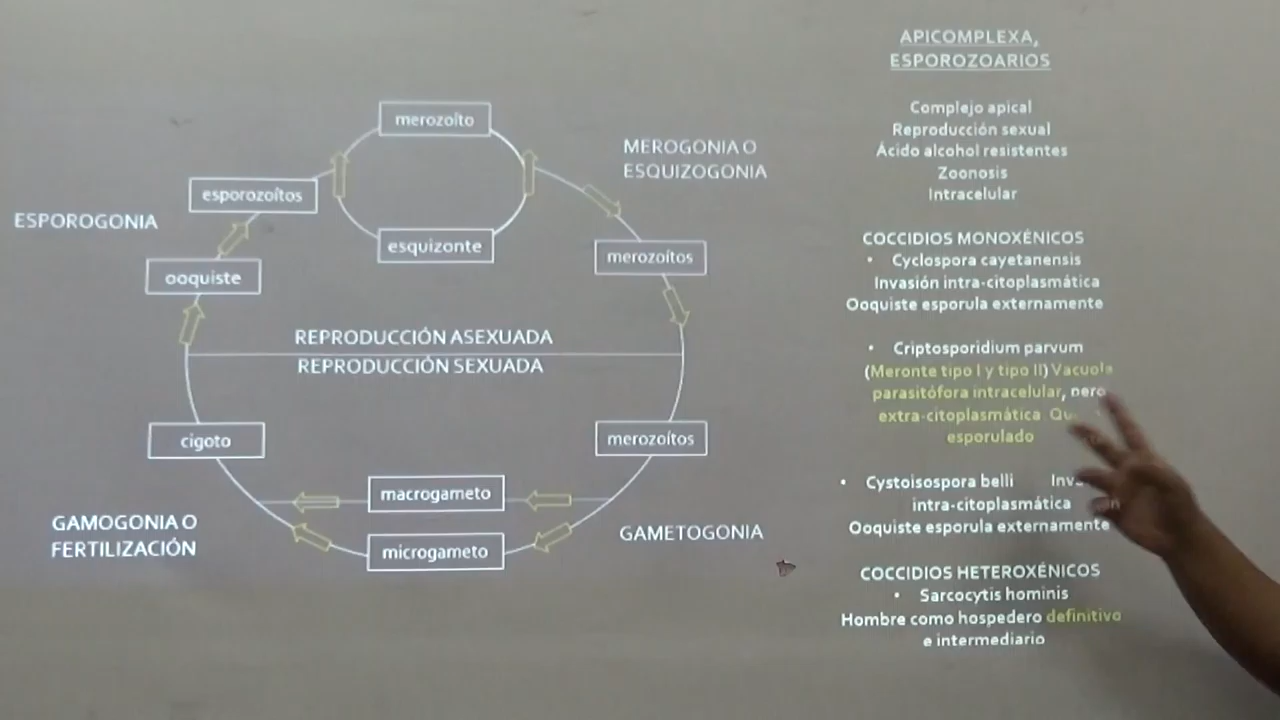 merozoíto
MEROGONIA O
ESQUIZOGONIA
esporozoítos
ESPOROGONIA
esquizonte
merozoítos
ooquiste
REPRODUCCIÓN ASEXUADA
REPRODUCCIÓN SEXUADA
cigoto
merozoítos
macrogameto
GAMOGONIA O
FERTILIZACIÓN
microgameto
GAMETOGONIA
APICOMPLEXA,
ESPOROZOARIOS
Complejo apical
Reproducción sexual
Ácido alcohol resistentes
Zoonosis
Intracelular
COCCIDIOS MONOXÉNICOS
• Cyclospora cayetanensis
Invasión intra-citoplasmática
Ooquiste esporula externamente
• Criptosporidium parvum
(Meronte tipo I y tipo II) Vacuola
parasitófora intracelular, pero
extra-citoplasmática
esporulado
• Cystoisospora belli
intra-citoplasmática
Ooquiste esporula externamente
COCCIDIOS HETEROXÉNICOS
• Sarcocytis hominis
Hombre como hospedero definitivo
e intermediario